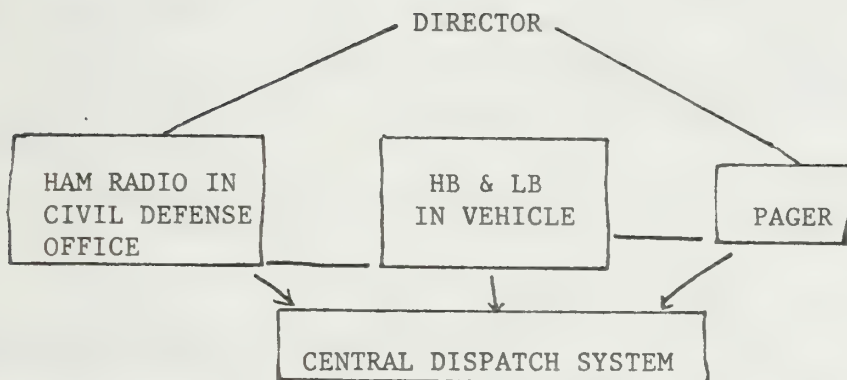 DIRECTOR
HAM RADIO IN
CIVIL DEFENSE
OFFICE
HB & LB
IN VEHICLE
PAGER
CENTRAL DISPATCH SYSTEM